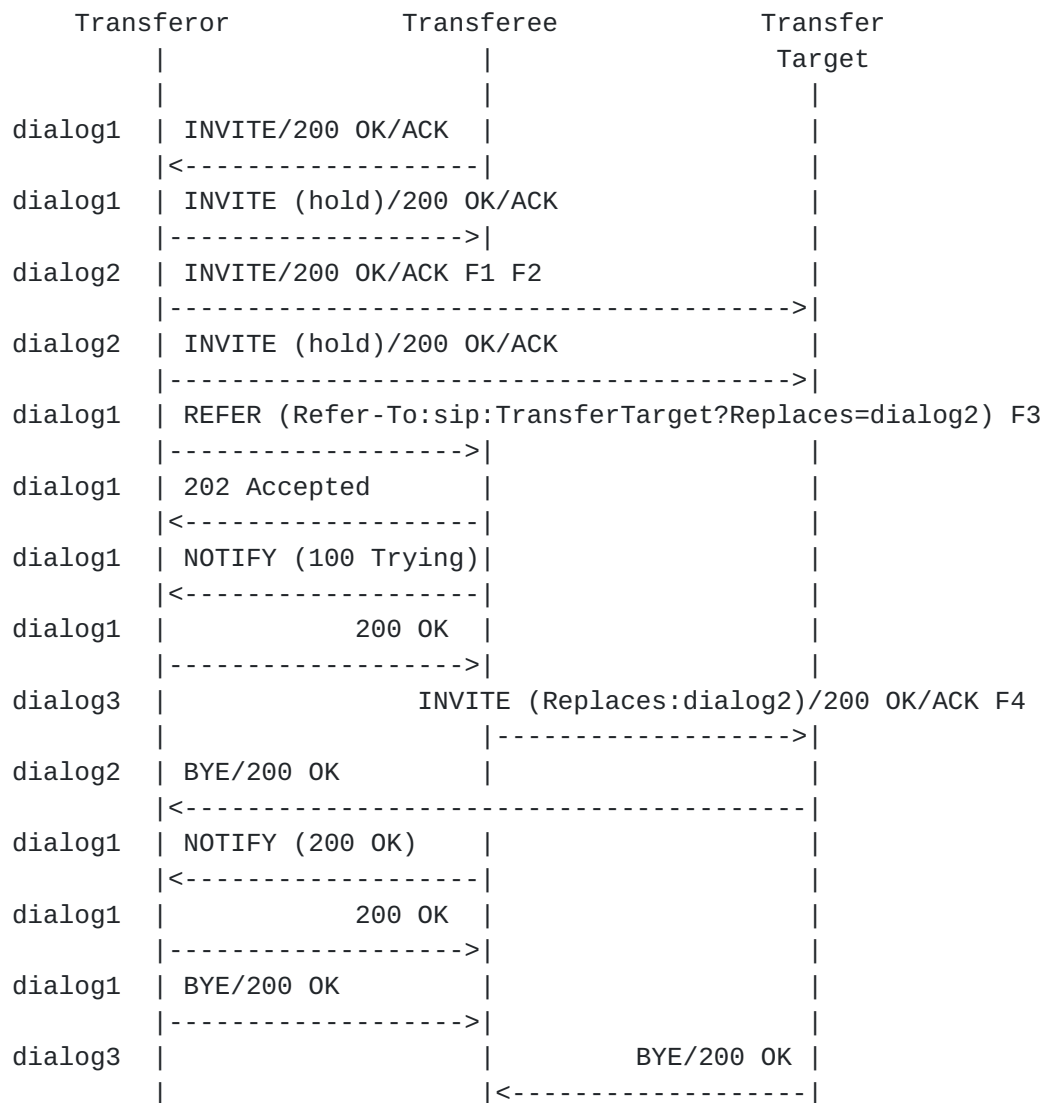 Transferor Transferee Transfer
| | Target
| | |
dialog1 | INVITE/200 OK/ACK | |
|<-------------------| |
dialog1 | INVITE (hold)/200 OK/ACK |
|------------------->| |
dialog2 | INVITE/200 OK/ACK F1 F2 |
|----------------------------------------->|
dialog2 | INVITE (hold)/200 OK/ACK |
|----------------------------------------->|
dialog1 | REFER (Refer-To:sip:TransferTarget?Replaces=dialog2) F3
|------------------->| |
dialog1 | 202 Accepted | |
|<-------------------| |
dialog1 | NOTIFY (100 Trying)| |
|<-------------------| |
dialog1 | 200 OK | |
|------------------->| |
dialog3 | INVITE (Replaces:dialog2)/200 OK/ACK F4
| |------------------->|
dialog2 | BYE/200 OK | |
|<-----------------------------------------|
dialog1 | NOTIFY (200 OK) | |
|<-------------------| |
dialog1 | 200 OK | |
|------------------->| |
dialog1 | BYE/200 OK | |
|------------------->| |
dialog3 | | BYE/200 OK |
| |<-------------------|